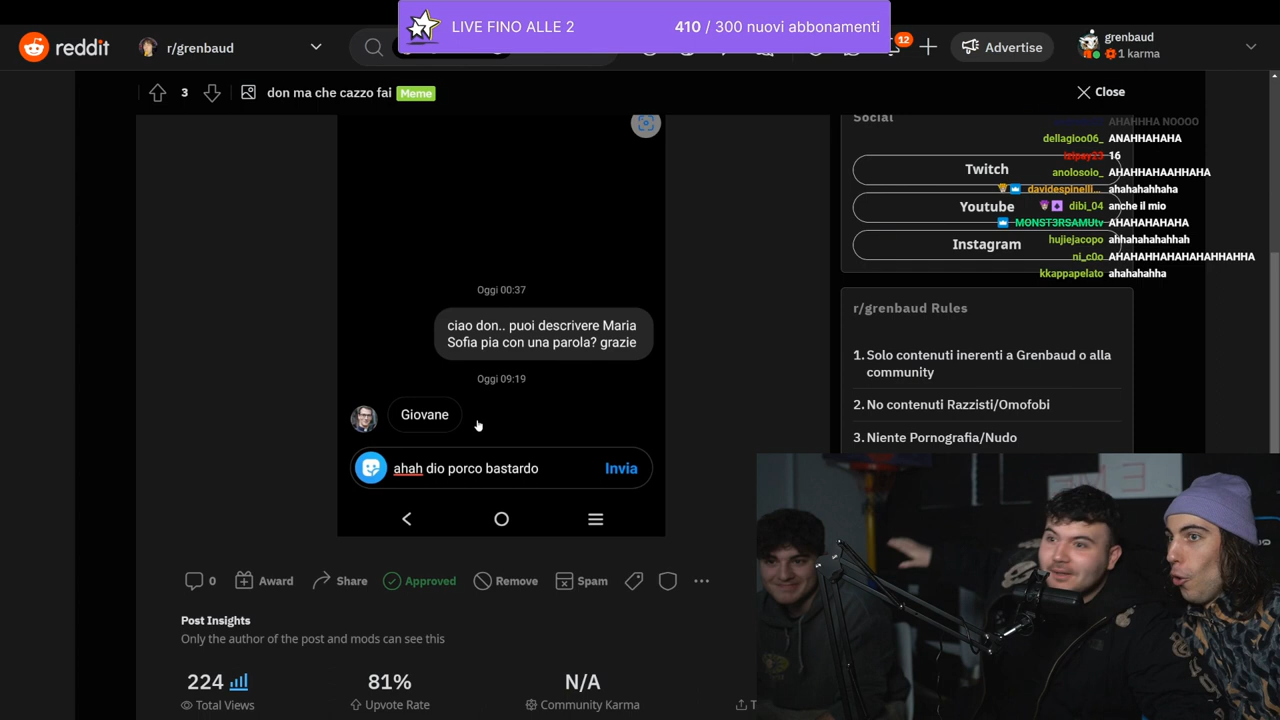 LIVE FINO ALLE 2
410 / 300 nuovi abbonamenti
reddit
r/grenbaud
12
Advertise
grenbaud
1 karma
3
don ma che cazzo fai Meme
Close
Oggi 00:37
ciao don.. puoi descrivere Maria
Sofia pia con una parola? grazie
Oggi 09:19
Giovane
ahah dio porco bastardo
Invia
0
Award
Share
Approved
Remove
Spam
Post Insights
Only the author of the post and mods can see this
224
81%
N/A
Total Views
Upvote Rate
Community Karma
Social
Twitch
Youtube
Instagram
r/grenbaud Rules
1. Solo contenuti inerenti a Grenbaud o alla
community
2. No contenuti Razzisti/Omofobi
3. Niente Pornografia/Nudo
AHAHHHA NOOOO
dellagioo06_ ANAHHAHAHA
izipay23 16
anolosolo_ AHAHHAHAAHHAHA
davidespinelli... ahahahahhaha
dibi_04 anche il mio
MONST3RSAMUtv AHAHAHAHAHA
hujiejacopo ahhahahahahhah
ni_c0o AHAHAHHAHAHAHAHHAHHA
kkappapelato ahahahahha